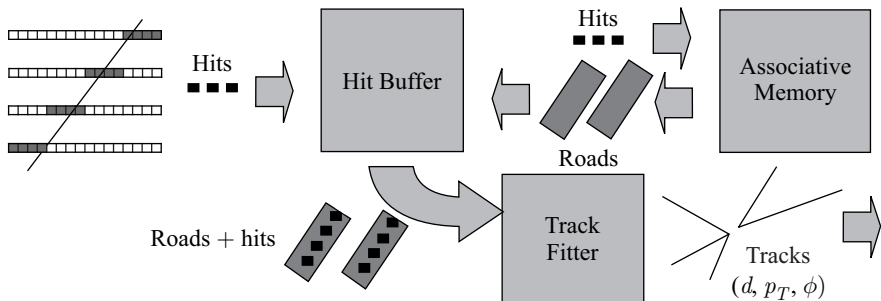 Hits
Hits
Hit Buffer
Associative
Memory
Roads
Roads + hits
Track
Fitter
Tracks
(d, p_T, ϕ)